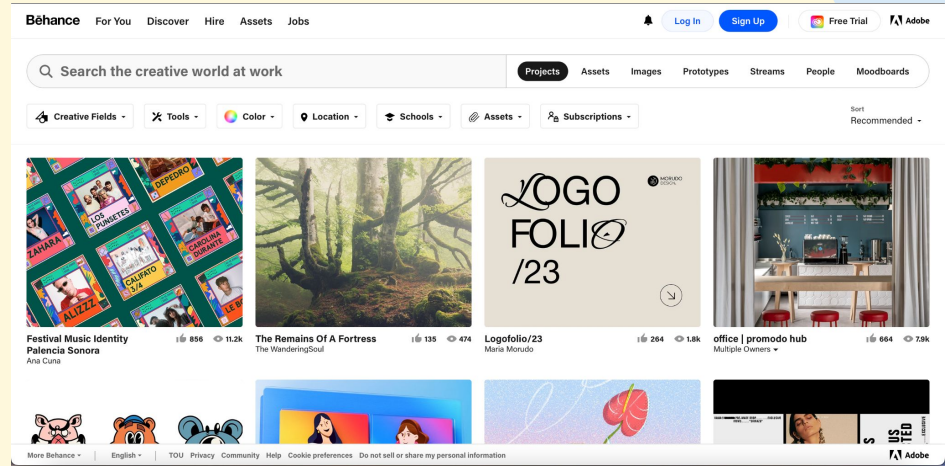 Bēhance For You Discover Hire Assets Jobs Log In Sign Up Free Trial Adobe
Search the creative world at work Projects Assets Images Prototypes Streams People Moodboards
Creative Fields Tools Color Location Schools Assets Subscriptions
Sort
Recommended
DEPEDRO
LOS PUNSETES
ZAHARA
CAROLINA DURANTE
CALIFATO 3/4
ALIZZZ
LE B
LOGO
FOLIO
/23
MORUDO
DESIGN
Festival Music Identity
Palencia Sonora
856 11.2k
Ana Cuna
The Remains Of A Fortress 135 474
The WanderingSoul
Logofolio/23 264 1.8k
Maria Morudo
office | promodo hub 664 7.9k
Multiple Owners
More Behance English TOU Privacy Community Help Cookie preferences Do not sell or share my personal information Adobe